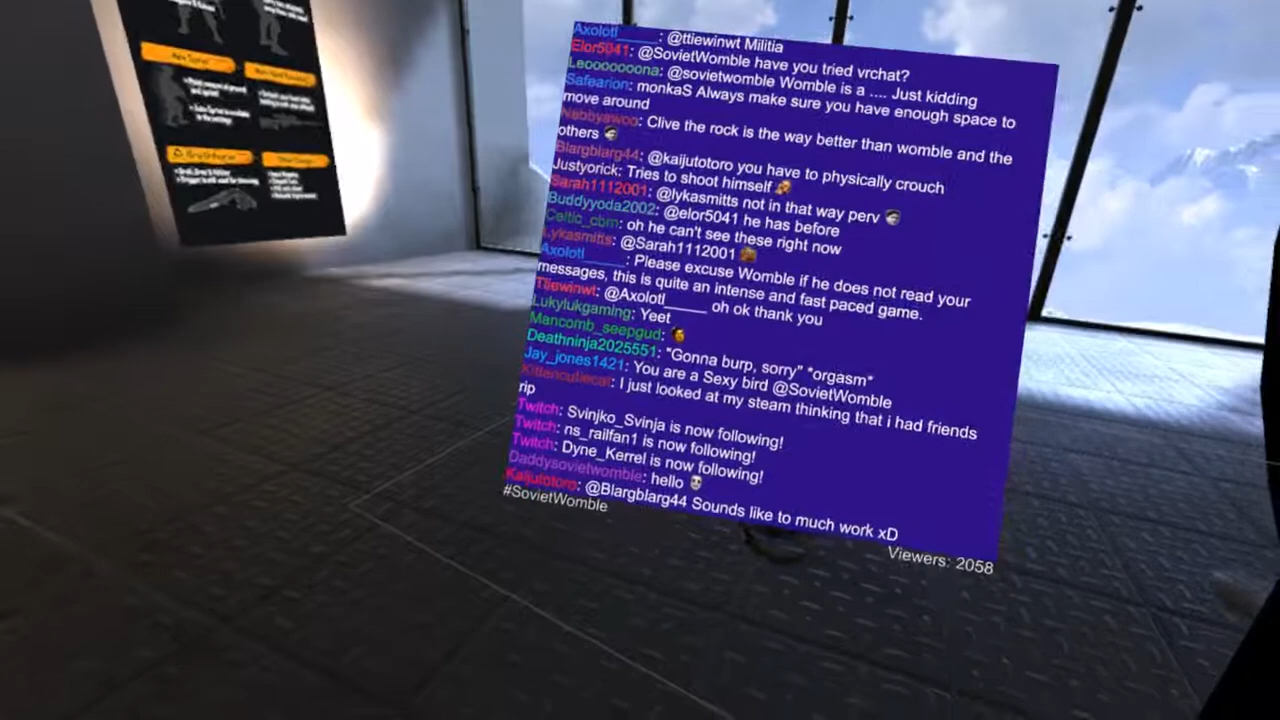 Axolotl_____: @ttiewinwt Militia
Elor5041: @SovietWomble have you tried vrchat?
Leooooooona: @sovietwomble Womble is a .... Just kidding
Safearion: monkaS Always make sure you have enough space to
move around
Nabbyawoo: Clive the rock is the way better than womble and the
others
Blargblarg44: @kaijutotoro you have to physically crouch
Justyorick: Tries to shoot himself
Sarah1112001: @lykasmitts not in that way perv
Buddyyoda2002: @elor5041 he has before
Celtic_cbm: oh he can't see these right now
Lykasmitts: @Sarah1112001
Axolotl_____: Please excuse Womble if he does not read your
messages, this is quite an intense and fast paced game.
Ttiewinwt: @Axolotl_____ oh ok thank you
Lukylukgaming: Yeet
Mancomb_seepgud:
Deathninja2025551: "Gonna burp, sorry" *orgasm*
Jay_jones1421: You are a Sexy bird @SovietWomble
Kittencutiecat: I just looked at my steam thinking that i had friends
rip
Twitch: Svinjko_Svinja is now following!
Twitch: ns_railfan1 is now following!
Twitch: Dyne_Kerrel is now following!
Daddysovietwomble: hello
Kaijutotoro: @Blargblarg44 Sounds like to much work xD
#SovietWomble
Viewers: 2058